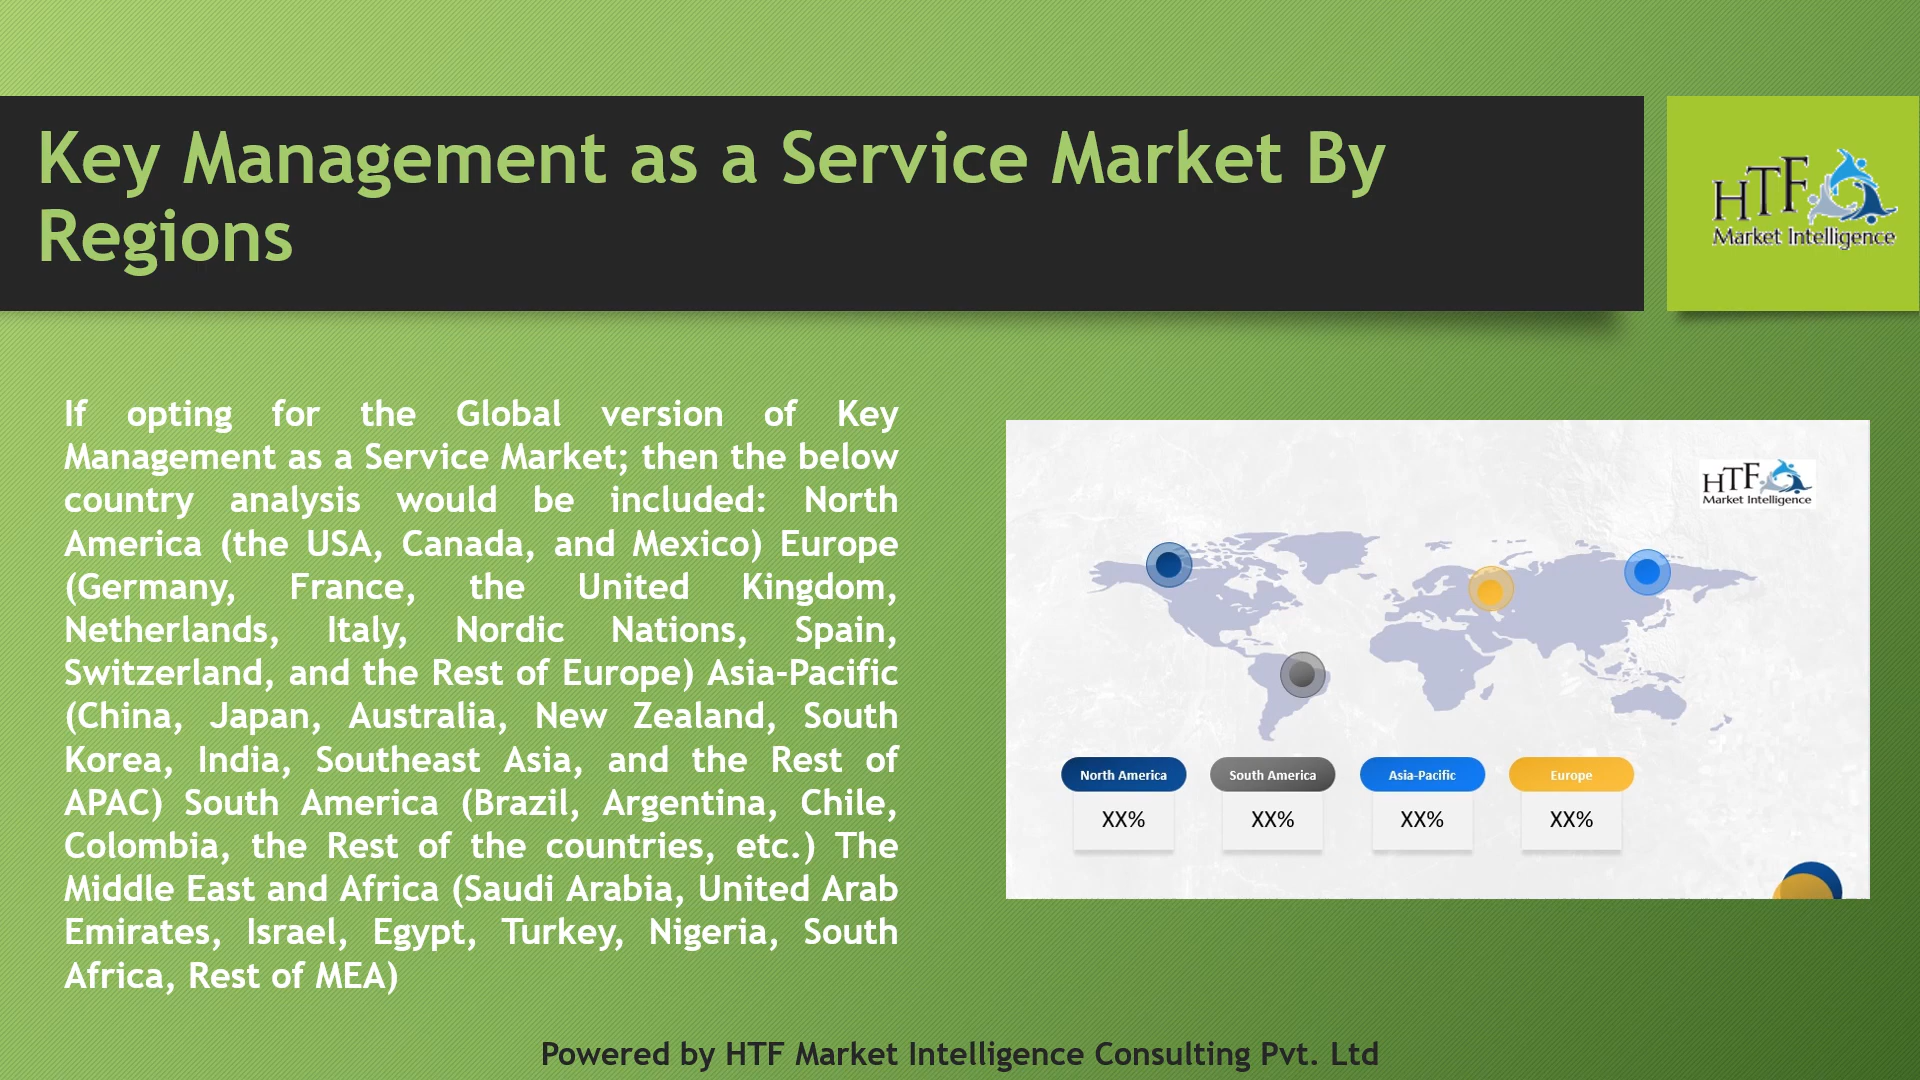 Key Management as a Service Market By
Regions
HTF
Market Intelligence
If opting for the Global version of Key
Management as a Service Market; then the below
country analysis would be included: North
America (the USA, Canada, and Mexico) Europe
(Germany, France, the United Kingdom,
Netherlands, Italy, Nordic Nations, Spain,
Switzerland, and the Rest of Europe) Asia-Pacific
(China, Japan, Australia, New Zealand, South
Korea, India, Southeast Asia, and the Rest of
APAC) South America (Brazil, Argentina, Chile,
Colombia, the Rest of the countries, etc.) The
Middle East and Africa (Saudi Arabia, United Arab
Emirates, Israel, Egypt, Turkey, Nigeria, South
Africa, Rest of MEA)
HTF
Market Intelligence
North America South America Asia-Pacific Europe
XX% XX% XX% XX%
Powered by HTF Market Intelligence Consulting Pvt. Ltd